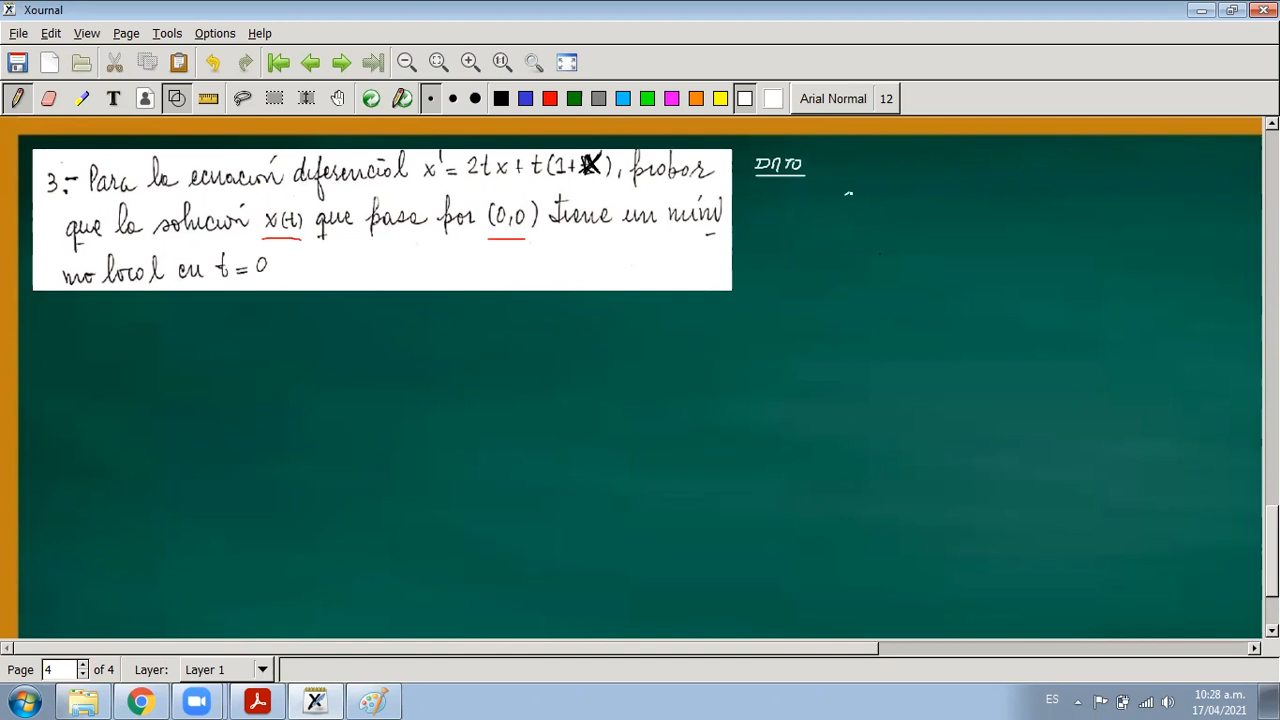 Xournal
File Edit View Page Tools Options Help
Arial Normal 12
3.- Para la ecuación diferencial x' = 2tx + t(1+X), probar DATO
que la solución x(t) que pasa por (0,0) tiene un míni
mo local en t = 0
Page 4 of 4 Layer: Layer 1
ES 10:28 a.m.
17/04/2021